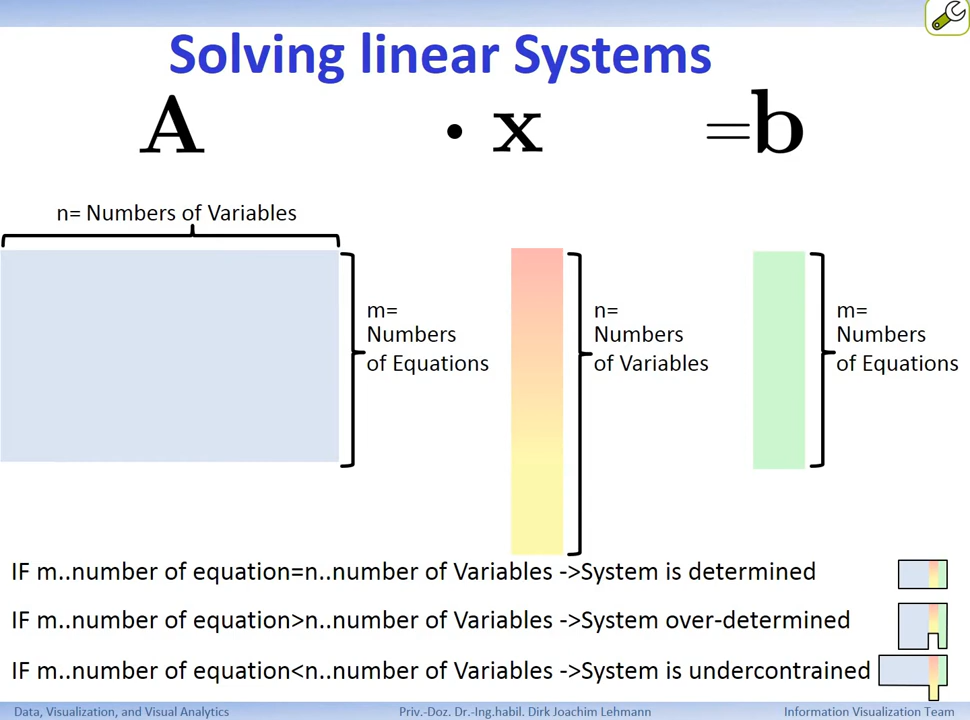 Solving linear Systems
A · x =b
n= Numbers of Variables
m=
Numbers
of Equations
n=
Numbers
of Variables
m=
Numbers
of Equations
IF m..number of equation=n..number of Variables ->System is determined
IF m..number of equation>n..number of Variables ->System over-determined
IF m..number of equation<n..number of Variables ->System is undercontrained
Data, Visualization, and Visual Analytics
Priv.-Doz. Dr.-Ing.habil. Dirk Joachim Lehmann
Information Visualization Team